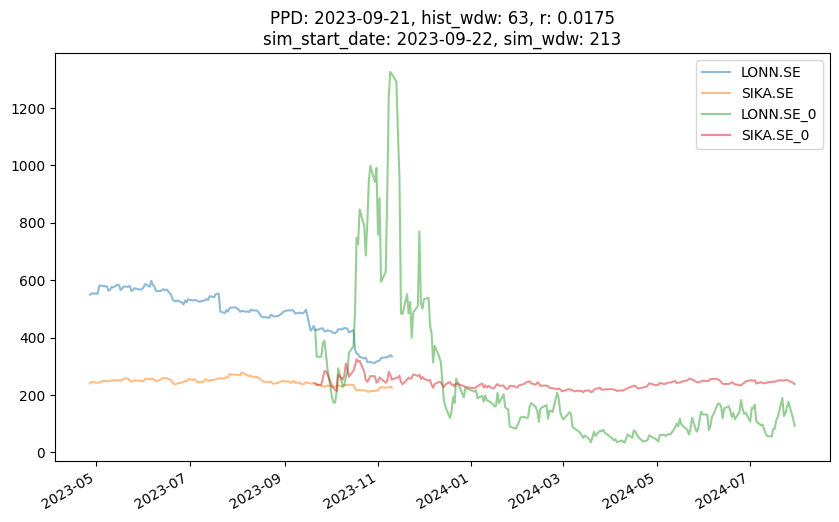 PPD: 2023-09-21, hist_wdw: 63, r: 0.0175
sim_start_date: 2023-09-22, sim_wdw: 213
LONN.SE
SIKA.SE
LONN.SE_0
SIKA.SE_0
1200
1000
800
600
400
200
0
2023-05
2023-07
2023-09
2023-11
2024-01
2024-03
2024-05
2024-07